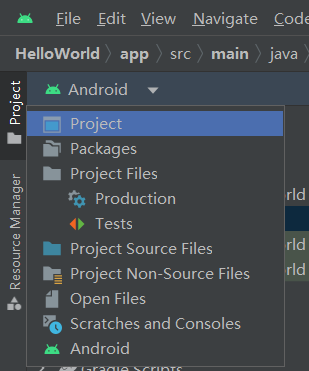 File Edit View Navigate Code
HelloWorld app src main java
Project
Android
Project
Packages
Project Files
Production
Tests
Project Source Files
Project Non-Source Files
Open Files
Scratches and Consoles
Android
Resource Manager
Gradle Scripts